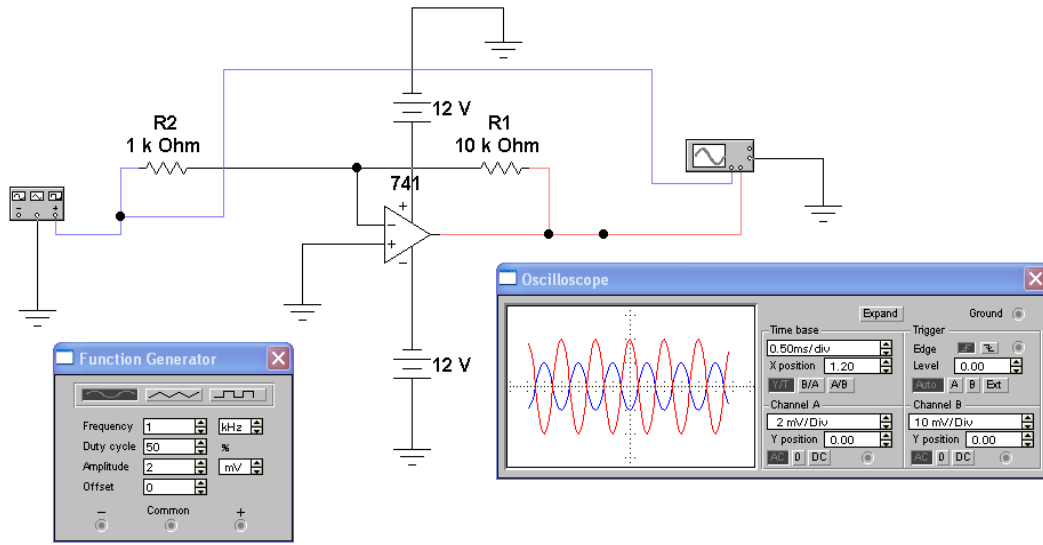 12 V
R2
1 k Ohm
R1
10 k Ohm
741
+
−
+
−
− +
12 V
Function Generator
Frequency 1 kHz
Duty cycle 50 %
Amplitude 2 mV
Offset 0
− Common +
Oscilloscope
Expand Ground
Time base
0.50ms/div
X position 1.20
Y/T B/A A/B
Trigger
Edge
Level 0.00
Auto A B Ext
Channel A
2 mV/Div
Y position 0.00
AC 0 DC
Channel B
10 mV/Div
Y position 0.00
AC 0 DC